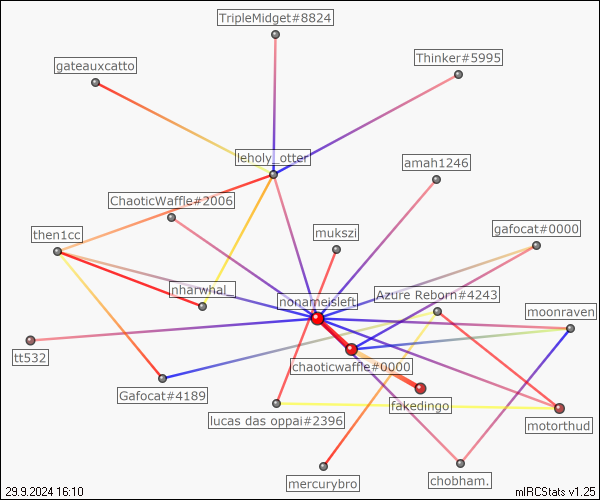 TripleMidget#8824
Thinker#5995
gateauxcatto
leholy_otter
amah1246
ChaoticWaffle#2006
gafocat#0000
then1cc
mukszi
nharwhal_
Azure Reborn#4243
nonameisleft
moonraven
tt532
chaoticwaffle#0000
Gafocat#4189
fakedingo
lucas das oppai#2396
motorthud
mercurybro
chobham.
29.9.2024 16:10
mIRCStats v1.25